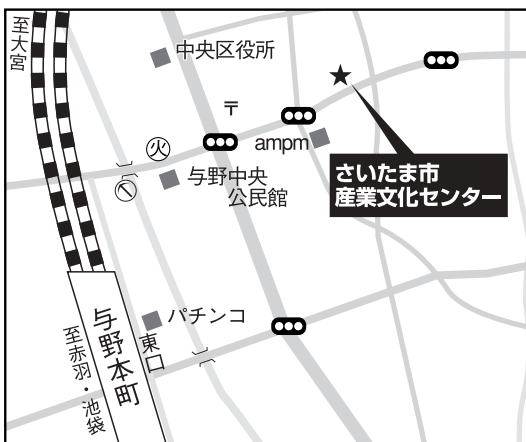 至大宮
中央区役所
〒
火
ampm
与野中央
公民館
さいたま市
産業文化センター
パチンコ
東口
与野本町
至赤羽・池袋